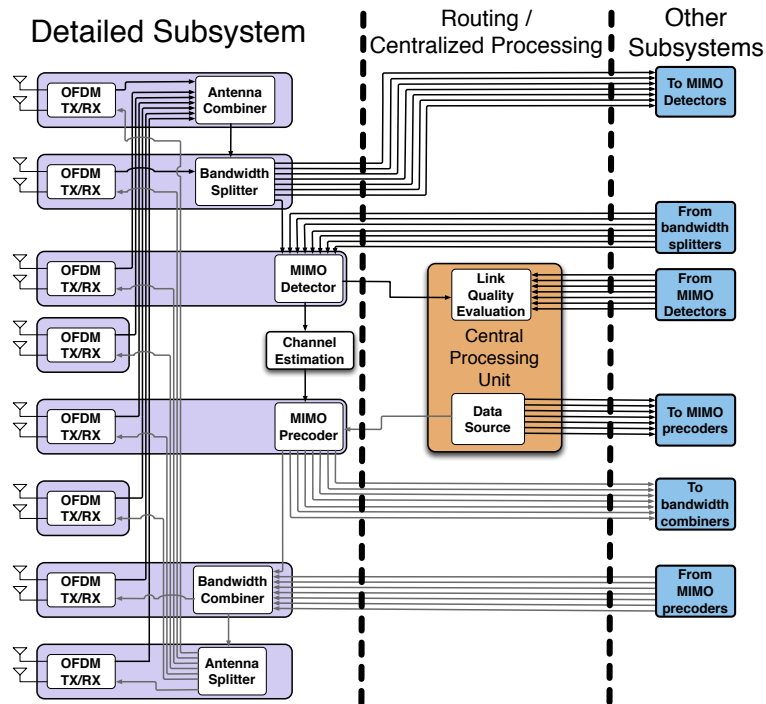 Detailed Subsystem
Routing /
Centralized Processing
Other
Subsystems
OFDM
TX/RX
Antenna
Combiner
To MIMO
Detectors
OFDM
TX/RX
Bandwidth
Splitter
From
bandwidth
splitters
OFDM
TX/RX
MIMO
Detector
Link
Quality
Evaluation
From
MIMO
Detectors
OFDM
TX/RX
Channel
Estimation
Central
Processing
Unit
OFDM
TX/RX
MIMO
Precoder
Data
Source
To MIMO
precoders
OFDM
TX/RX
To
bandwidth
combiners
OFDM
TX/RX
Bandwidth
Combiner
From
MIMO
precoders
OFDM
TX/RX
Antenna
Splitter